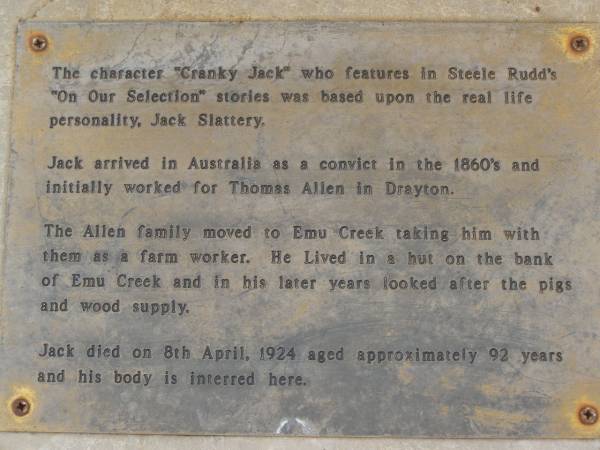 The character "Cranky Jack" who features in Steele Rudd's
"On Our Selection" stories was based upon the real life
personality, Jack Slattery.
Jack arrived in Australia as a convict in the 1860's and
initially worked for Thomas Allen in Drayton.
The Allen family moved to Emu Creek taking him with
them as a farm worker. He Lived in a hut on the bank
of Emu Creek and in his later years looked after the pigs
and wood supply.
Jack died on 8th April, 1924 aged approximately 92 years
and his body is interred here.